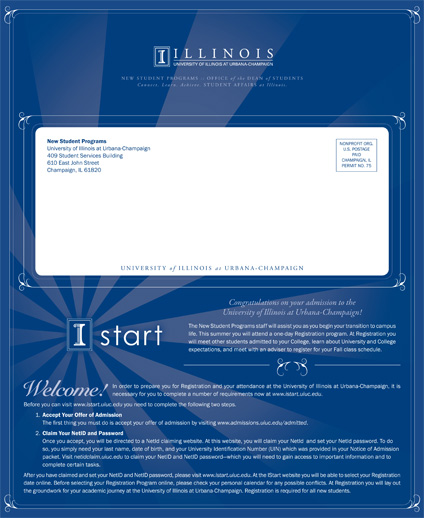 I ILLINOIS
UNIVERSITY OF ILLINOIS AT URBANA-CHAMPAIGN
NEW STUDENT PROGRAMS – OFFICE of the DEAN of STUDENTS
Commit. Learn. Achieve. STUDENT AFFAIRS at Illinois.
New Student Programs
University of Illinois at Urbana-Champaign
409 Student Services Building
610 East John Street
Champaign, IL 61820
NONPROFIT ORG.
U.S. POSTAGE
PAID
CHAMPAIGN, IL
PERMIT NO. 75
UNIVERSITY of ILLINOIS at URBANA-CHAMPAIGN
Congratulations on your admission to the
University of Illinois at Urbana-Champaign!
I start
The New Student Programs staff will assist you as you begin your transition to campus
life. This summer you will attend a one-day Registration program. At Registration you
will meet other students admitted to your College, learn about University and College
expectations, and meet with an adviser to register for your Fall class schedule.
Welcome! In order to prepare you for Registration and your attendance at the University of Illinois at Urbana-Champaign, it is
necessary for you to complete a number of requirements now at www.istart.uiuc.edu.
Before you can visit www.istart.uiuc.edu you need to complete the following two steps.
1. Accept Your Offer of Admission
The first thing you must do is accept your offer of admission by visiting www.admissions.uiuc.edu/admitted.
2. Claim Your NetID and Password
Once you accept, you will be directed to a NetId claiming website. At this website, you will claim your NetId and set your NetId password. To do
so, you simply need your last name, date of birth, and your University Identification Number (UIN) which was provided in your Notice of Admission
packet. Visit netidclaim.uiuc.edu to claim your NetID and NetID password—which you will need to gain access to important information and to
complete certain tasks.
After you have claimed and set your NetID and NetID password, please visit www.istart.uiuc.edu. At the IStart website you will be able to select your Registration
date online. Before selecting your Registration Program online, please check your personal calendar for any possible conflicts. At Registration you will lay out
the groundwork for your academic journey at the University of Illinois at Urbana-Champaign. Registration is required for all new students.